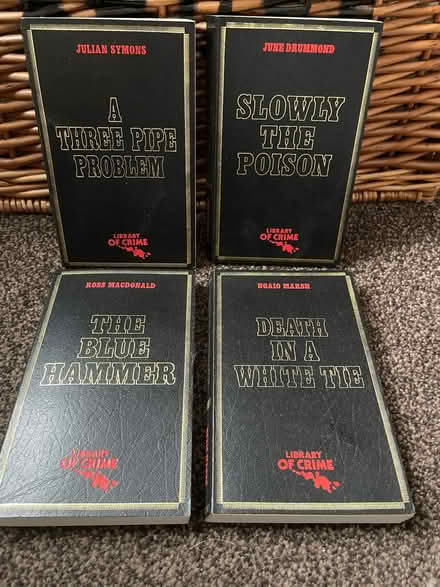 JULIAN SYMONS
A
THREE PIPE
PROBLEM
LIBRARY
OF CRIME
JUNE DRUMMOND
SLOWLY
THE
POISON
LIBRARY
OF CRIME
ROSS MACDONALD
THE
BLUE
HAMMER
LIBRARY
OF CRIME
NGAIO MARSH
DEATH
IN A
WHITE TIE
LIBRARY
OF CRIME